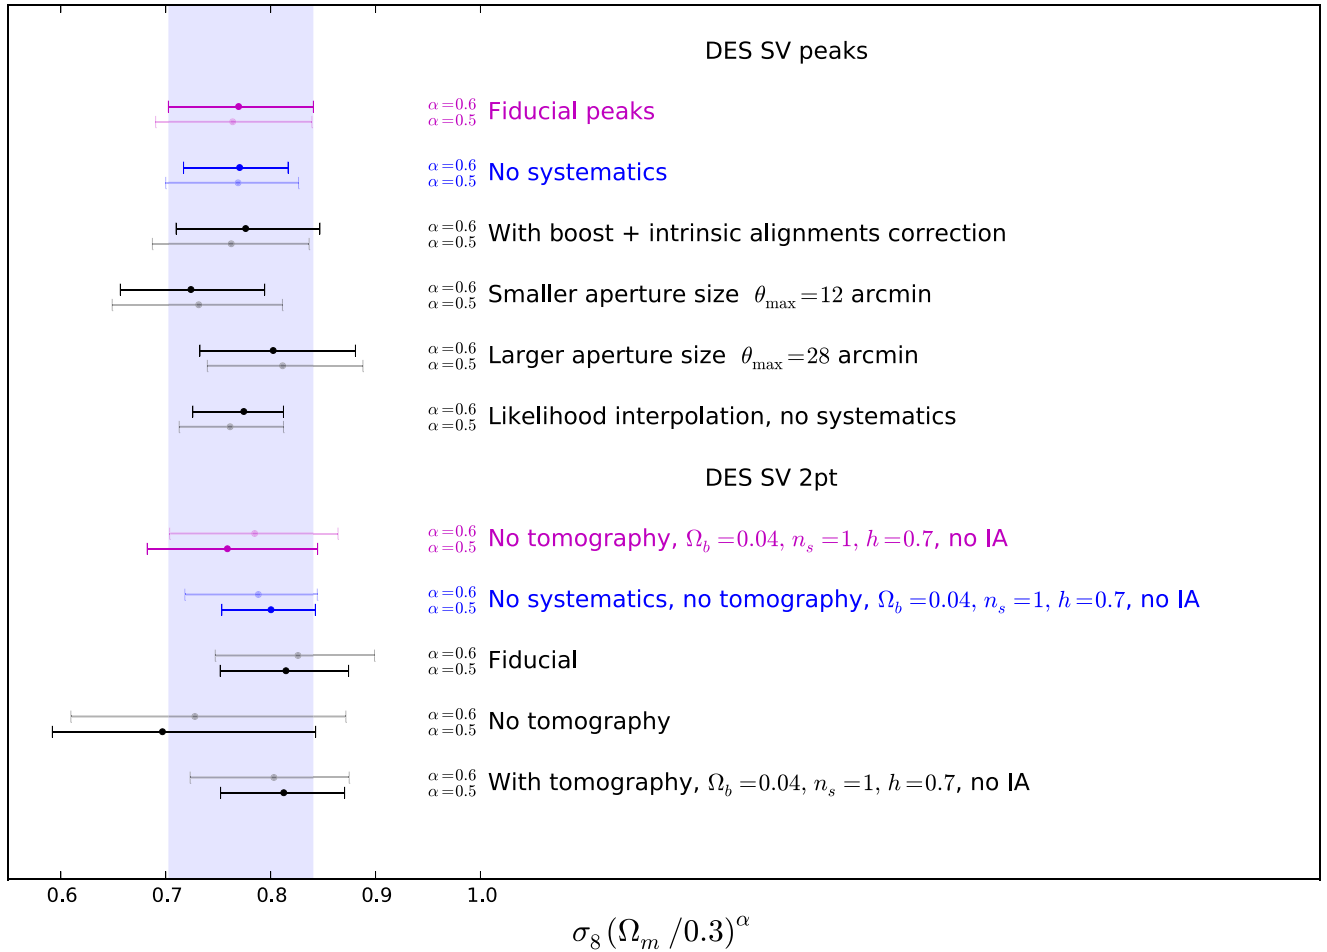 DES SV peaks
α=0.6
α=0.5
Fiducial peaks
α=0.6
α=0.5
No systematics
α=0.6
α=0.5
With boost + intrinsic alignments correction
α=0.6
α=0.5
Smaller aperture size θmax=12 arcmin
α=0.6
α=0.5
Larger aperture size θmax=28 arcmin
α=0.6
α=0.5
Likelihood interpolation, no systematics
DES SV 2pt
α=0.6
α=0.5
No tomography, Ωb=0.04, ns=1, h=0.7, no IA
α=0.6
α=0.5
No systematics, no tomography, Ωb=0.04, ns=1, h=0.7, no IA
α=0.6
α=0.5
Fiducial
α=0.6
α=0.5
No tomography
α=0.6
α=0.5
With tomography, Ωb=0.04, ns=1, h=0.7, no IA
0.6 0.7 0.8 0.9 1.0
σ8(Ωm/0.3)^α